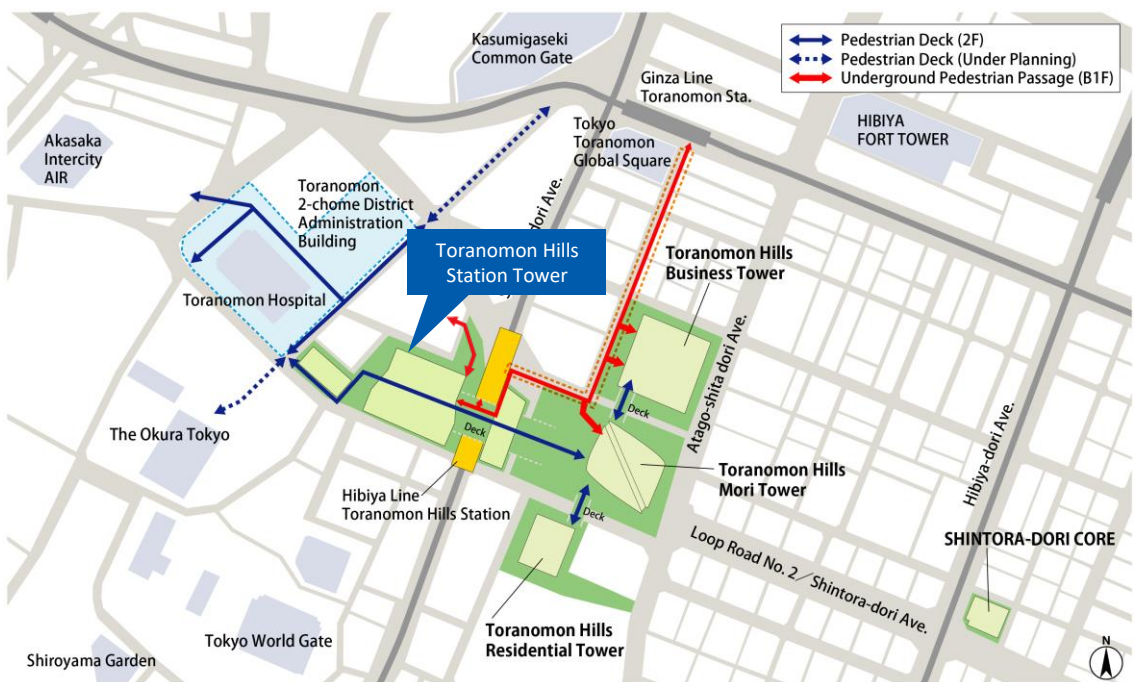 Kasumigaseki
Common Gate
Pedestrian Deck (2F)
Pedestrian Deck (Under Planning)
Underground Pedestrian Passage (B1F)
Ginza Line
Toranomon Sta.
HIBIYA
FORT TOWER
Tokyo
Toranomon
Global Square
Akasaka
Intercity
AIR
Toranomon
2-chome District
Administration
Building
-dori Ave.
Toranomon Hills
Station Tower
Toranomon Hills
Business Tower
Toranomon Hospital
Atago-shita dori Ave.
Hibiya-dori Ave.
Deck
Deck
The Okura Tokyo
Toranomon Hills
Mori Tower
Hibiya Line
Toranomon Hills Station
Deck
Loop Road No. 2／Shintora-dori Ave.
SHINTORA-DORI CORE
Toranomon Hills
Residential Tower
Tokyo World Gate
Shiroyama Garden
N